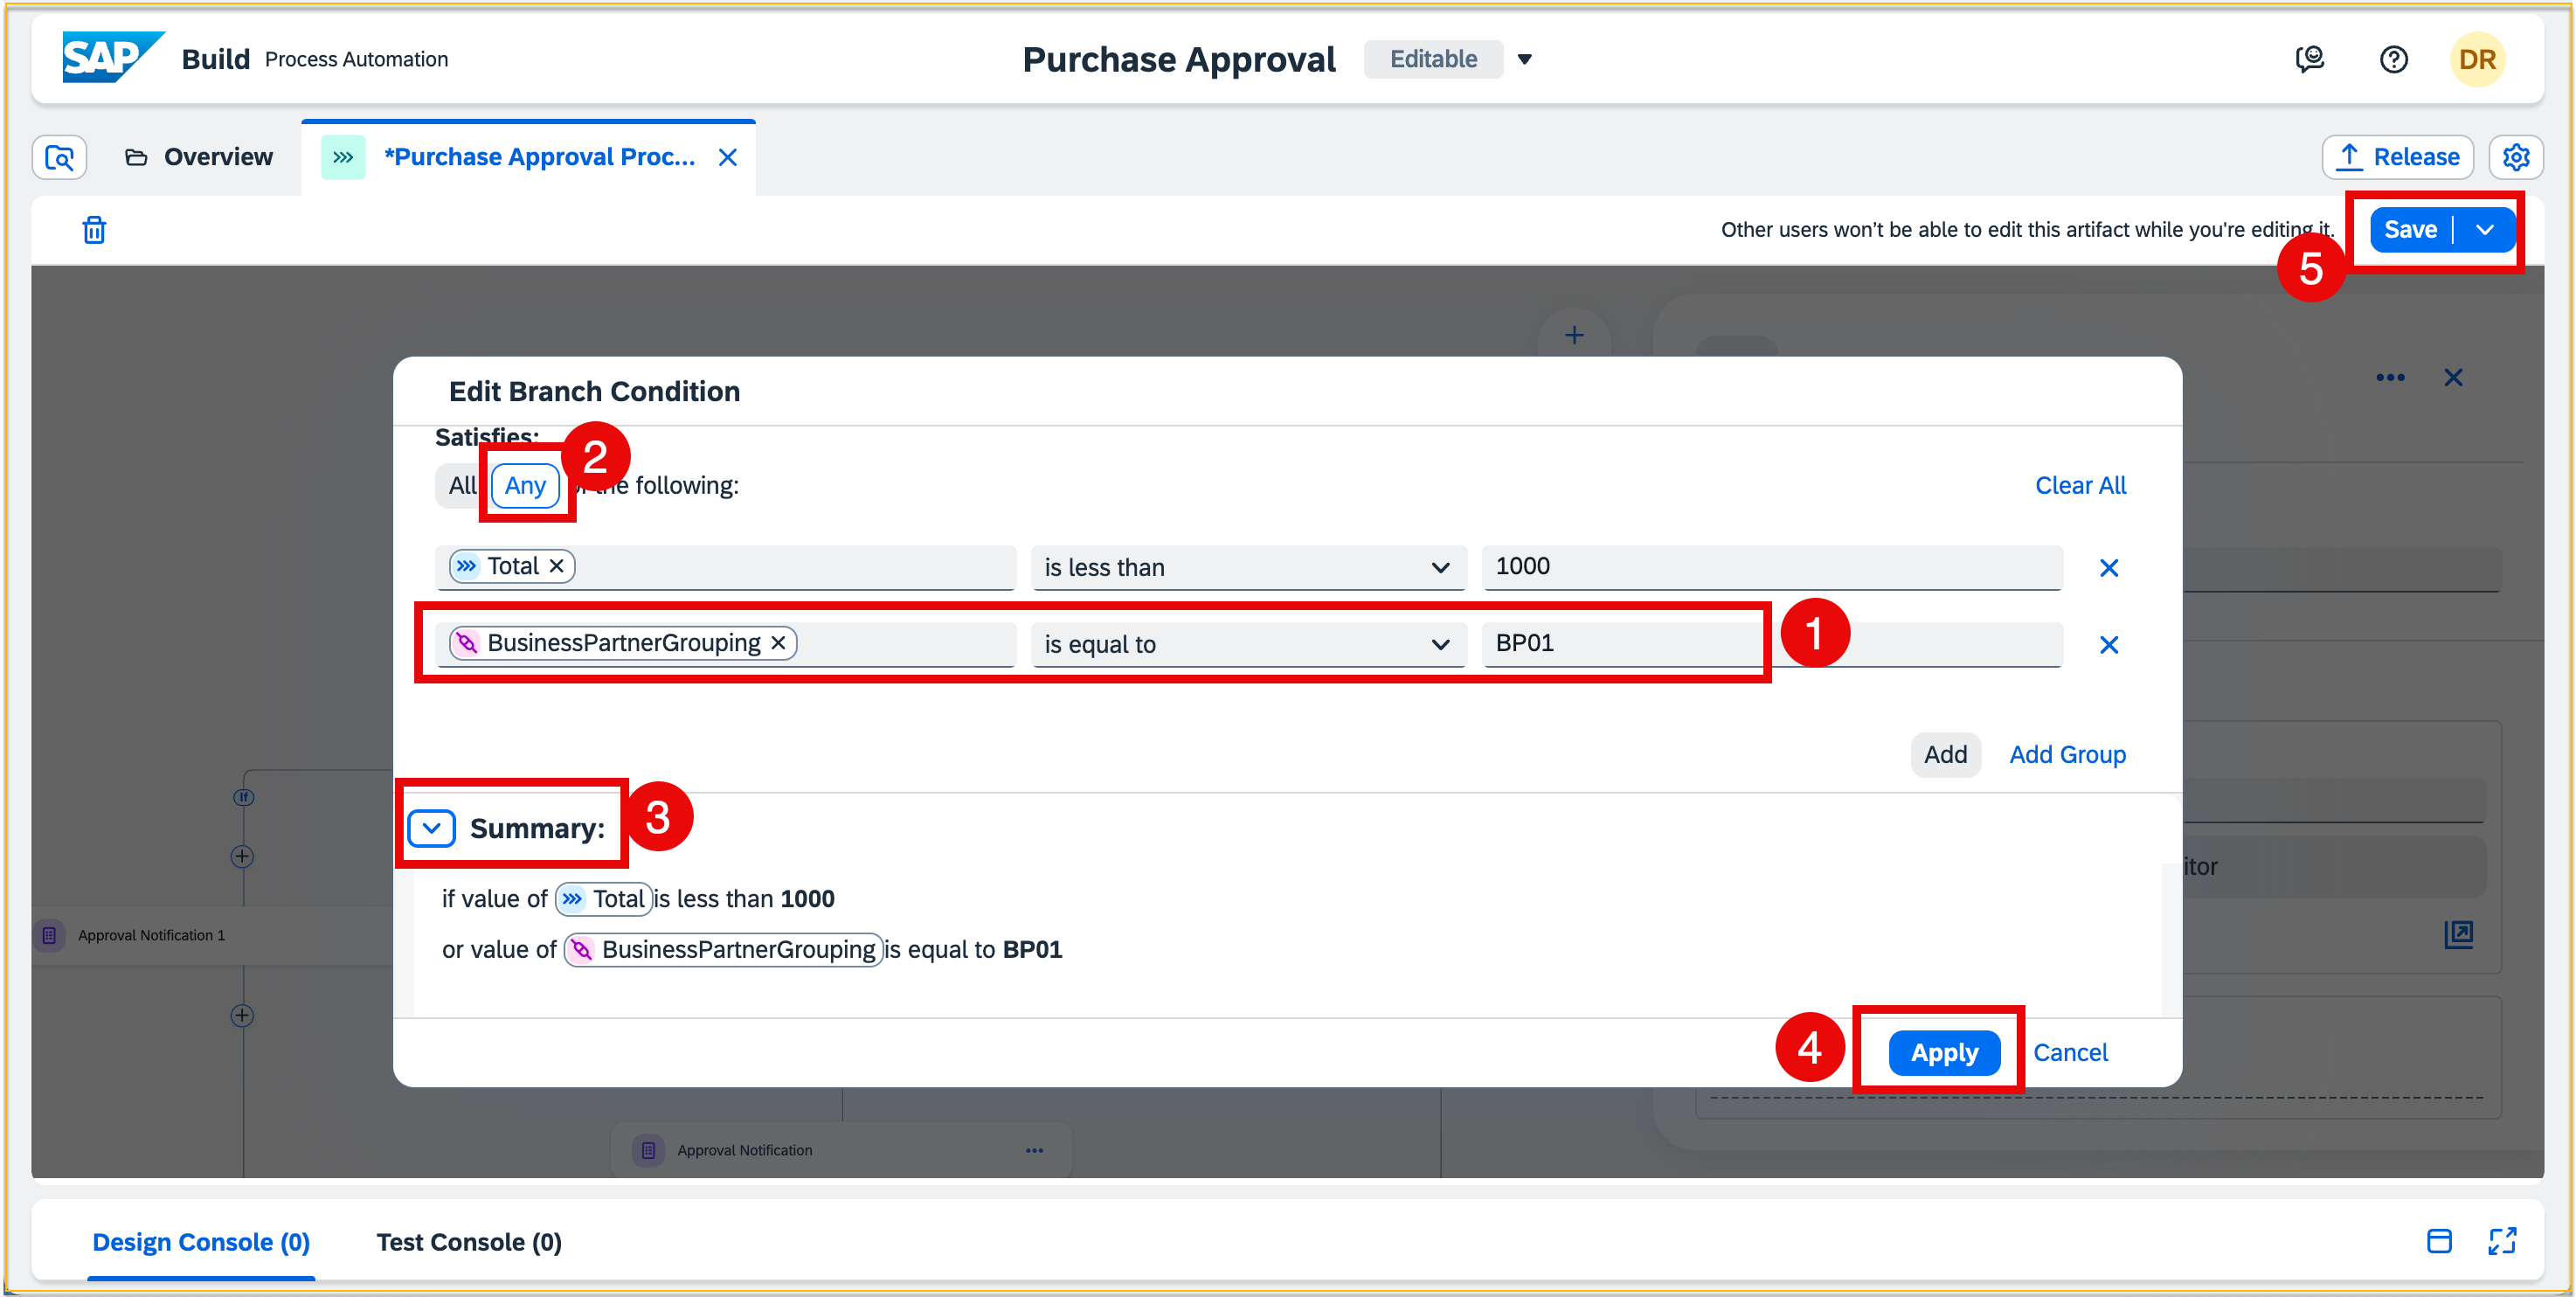 SAP Build Process Automation
Purchase Approval Editable
DR
Overview
*Purchase Approval Proc...
Release
Other users won't be able to edit this artifact while you're editing it.
Save
5
Edit Branch Condition
Satisfies:
2
All Any the following:
Clear All
Total is less than 1000
BusinessPartnerGrouping is equal to BP01
1
Add Add Group
If
3
Summary:
itor
if value of Total is less than 1000
Approval Notification 1
or value of BusinessPartnerGrouping is equal to BP01
4
Apply Cancel
Approval Notification
Design Console (0) Test Console (0)